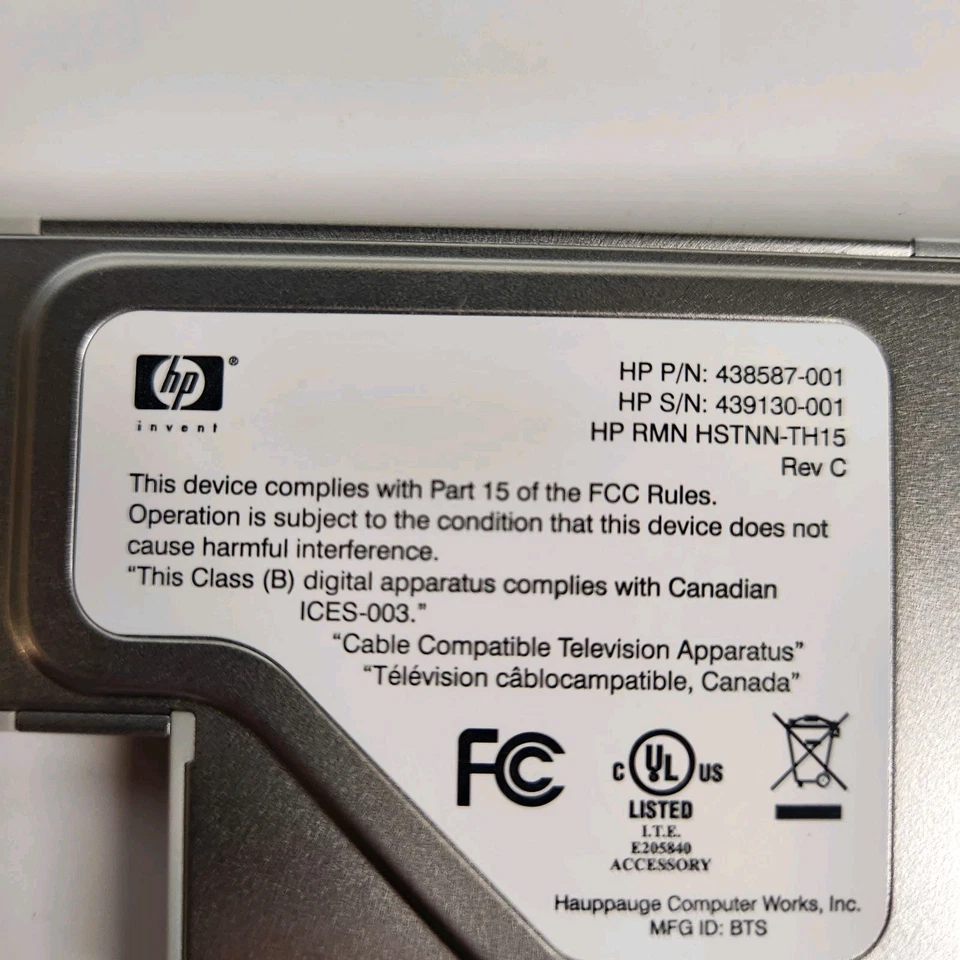 hp®
invent
HP P/N: 438587-001
HP S/N: 439130-001
HP RMN HSTNN-TH15
Rev C
This device complies with Part 15 of the FCC Rules.
Operation is subject to the condition that this device does not
cause harmful interference.
“This Class (B) digital apparatus complies with Canadian
ICES-003.”
“Cable Compatible Television Apparatus”
“Télévision câblocampatible, Canada”
FC
c UL US
LISTED
I.T.E.
E205840
ACCESSORY
Hauppauge Computer Works, Inc.
MFG ID: BTS